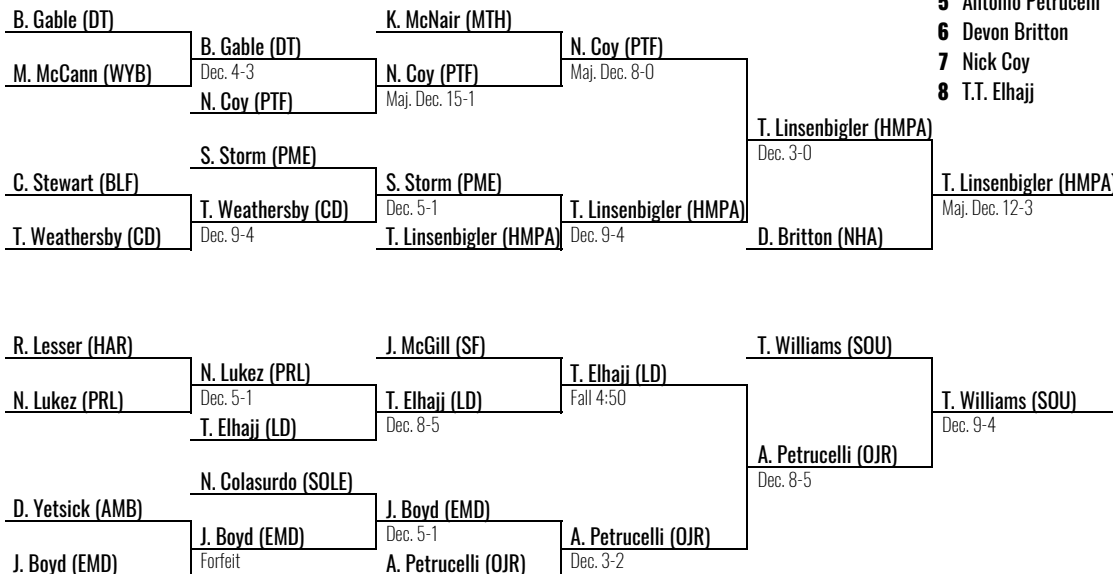 5 Antonio Petrucelli
6 Devon Britton
7 Nick Coy
8 T.T. Elhajj
B. Gable (DT)
M. McCann (WYB)
C. Stewart (BLF)
T. Weathersby (CD)
B. Gable (DT)
Dec. 4-3
N. Coy (PTF)
S. Storm (PME)
T. Weathersby (CD)
Dec. 9-4
K. McNair (MTH)
N. Coy (PTF)
Maj. Dec. 15-1
S. Storm (PME)
Dec. 5-1
T. Linsenbigler (HMPA)
N. Coy (PTF)
Maj. Dec. 8-0
T. Linsenbigler (HMPA)
Dec. 9-4
T. Linsenbigler (HMPA)
Dec. 3-0
D. Britton (NHA)
T. Linsenbigler (HMPA)
Maj. Dec. 12-3
R. Lesser (HAR)
N. Lukez (PRL)
D. Yetsick (AMB)
J. Boyd (EMD)
N. Lukez (PRL)
Dec. 5-1
T. Elhajj (LD)
N. Colasurdo (SOLE)
J. Boyd (EMD)
Forfeit
J. McGill (SF)
T. Elhajj (LD)
Dec. 8-5
J. Boyd (EMD)
Dec. 5-1
A. Petrucelli (OJR)
T. Elhajj (LD)
Fall 4:50
A. Petrucelli (OJR)
Dec. 3-2
T. Williams (SOU)
A. Petrucelli (OJR)
Dec. 8-5
T. Williams (SOU)
Dec. 9-4